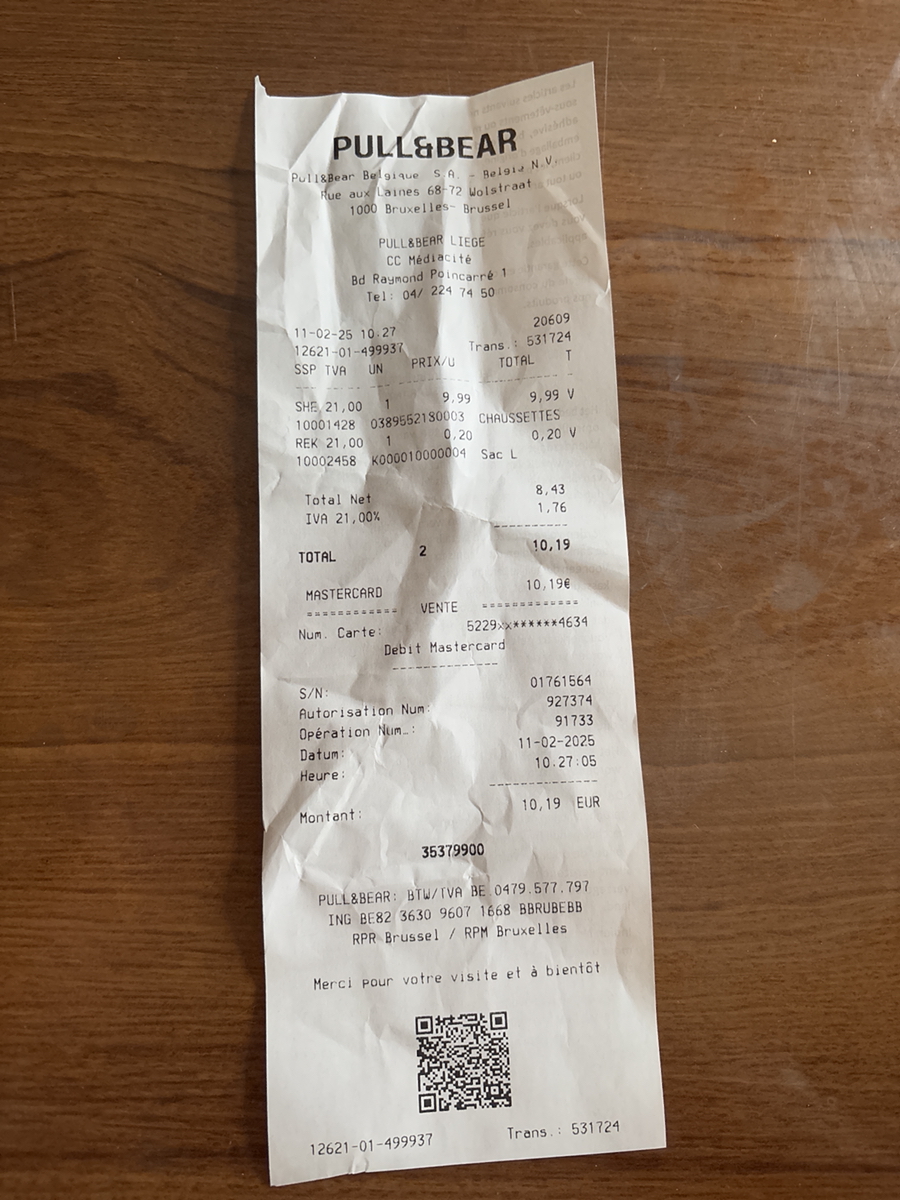 PULL&BEAR
Pull&Bear Belgique S.A. - Belgie N.V.
Rue aux Laines 68-72 Wolstraat
1000 Bruxelles- Brussel
PULL&BEAR LIEGE
CC Médiacité
Bd Raymond Poincarré 1
Tel: 04/ 224 74 50
11-02-25 10:27 20609
12621-01-499937 Trans.: 531724
SSP TVA UN PRIX/U TOTAL T
SHE 21,00 1 9,99 9,99 V
10001428 03895521S0003 CHAUSSETTES
REK 21,00 1 0,20 0,20 V
10002458 K000010000004 Sac L
Total Net 8,43
IVA 21,00% 1,76
TOTAL 2 10,19
MASTERCARD 10,19€
============ VENTE ============
Num. Carte: 5229xx******4634
Debit Mastercard
S/N: 01761564
Autorisation Num: 927374
Opération Num.: 91733
Datum: 11-02-2025
Heure: 10:27:05
Montant: 10,19 EUR
35379900
PULL&BEAR: BTW/TVA BE 0479.577.797
ING BE82 3630 9607 1668 BBRUBEBB
RPR Brussel / RPM Bruxelles
Merci pour votre visite et à bientôt
12621-01-499937 Trans.: 531724